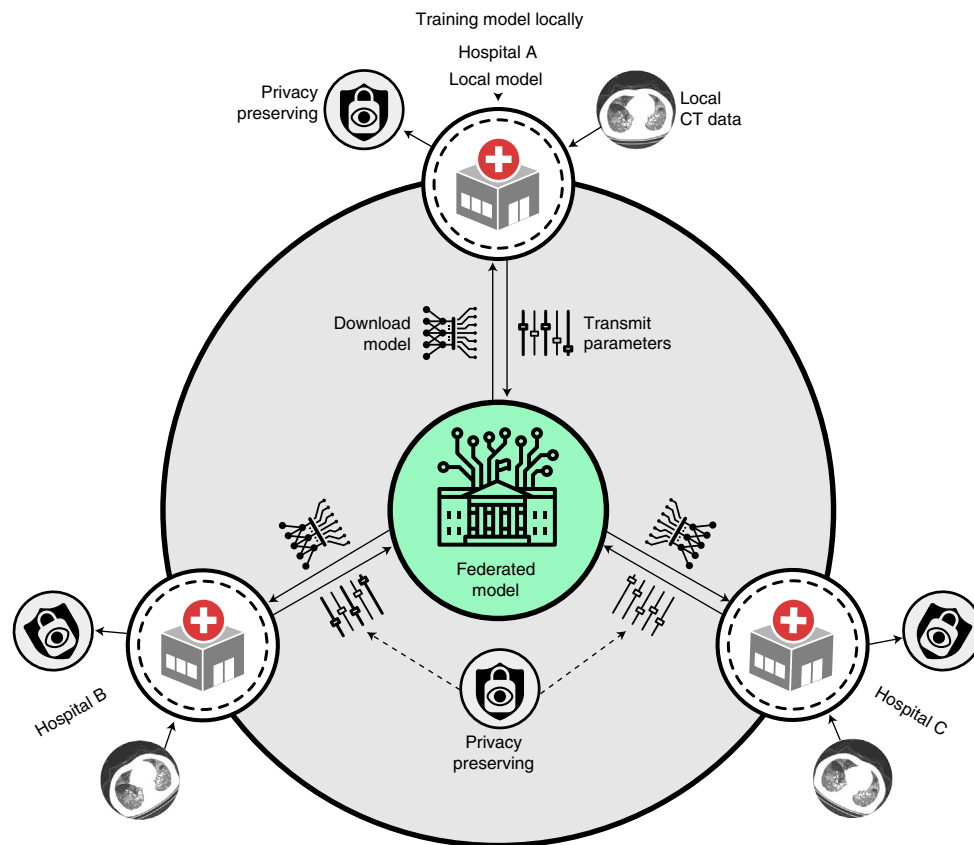 Training model locally
Hospital A
Local model
Privacy
preserving
Local
CT data
Download
model
Transmit
parameters
Federated
model
Hospital B
Hospital C
Privacy
preserving